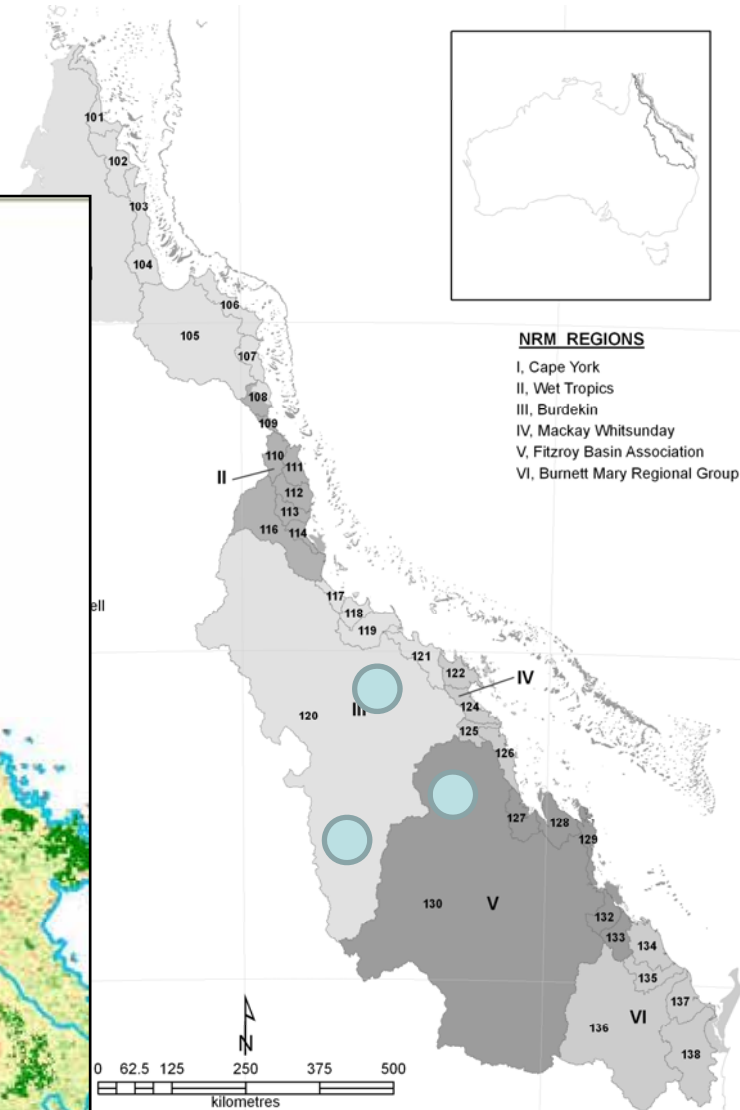 101
102
103
104
106
105
107
108
109
110
111
II
112
113
116
114
117
118
119
121
122
IV
III
124
120
125
126
127
128
129
130
V
132
133
134
135
137
VI
136
138
ell
NRM REGIONS
I, Cape York
II, Wet Tropics
III, Burdekin
IV, Mackay Whitsunday
V, Fitzroy Basin Association
VI, Burnett Mary Regional Group
N
0 62.5 125 250 375 500
kilometres